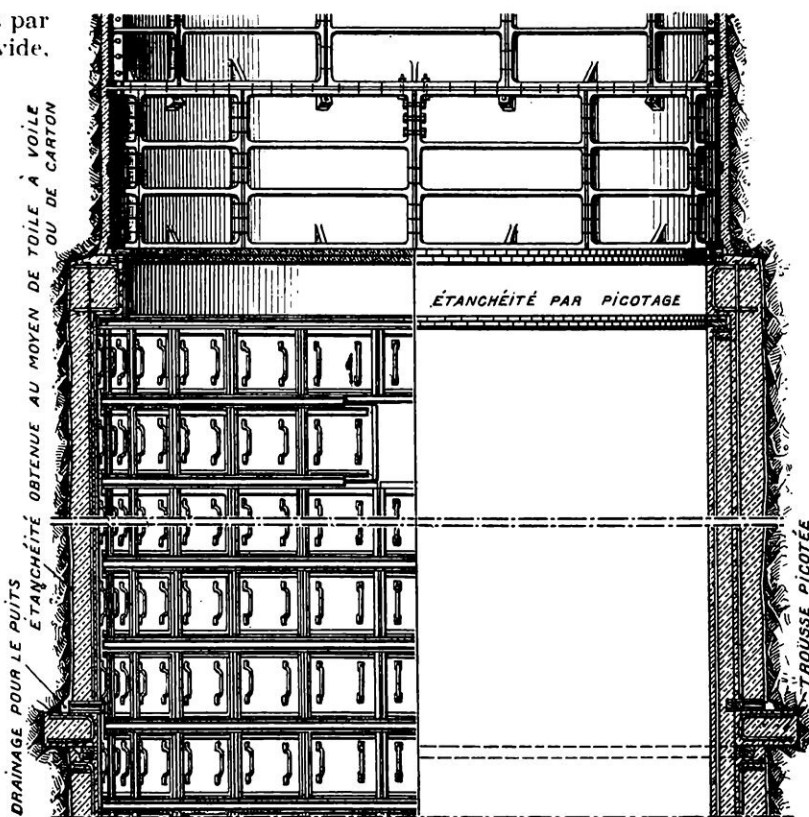 par
vide.
ÉTANCHÉITÉ OBTENUE AU MOYEN DE TOILE À VOILE
OU DE CARTON
ÉTANCHÉITÉ PAR PICOTAGE
DRAINAGE POUR LE PUITS
TROUSSE PICOTÉE